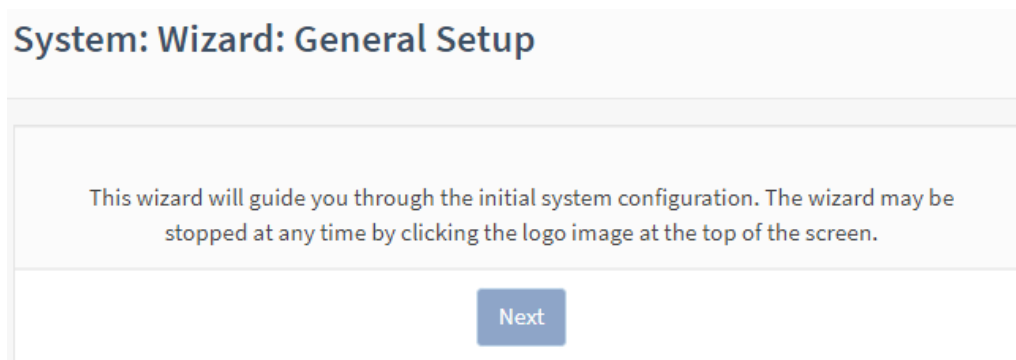 System: Wizard: General Setup
This wizard will guide you through the initial system configuration. The wizard may be
stopped at any time by clicking the logo image at the top of the screen.
Next